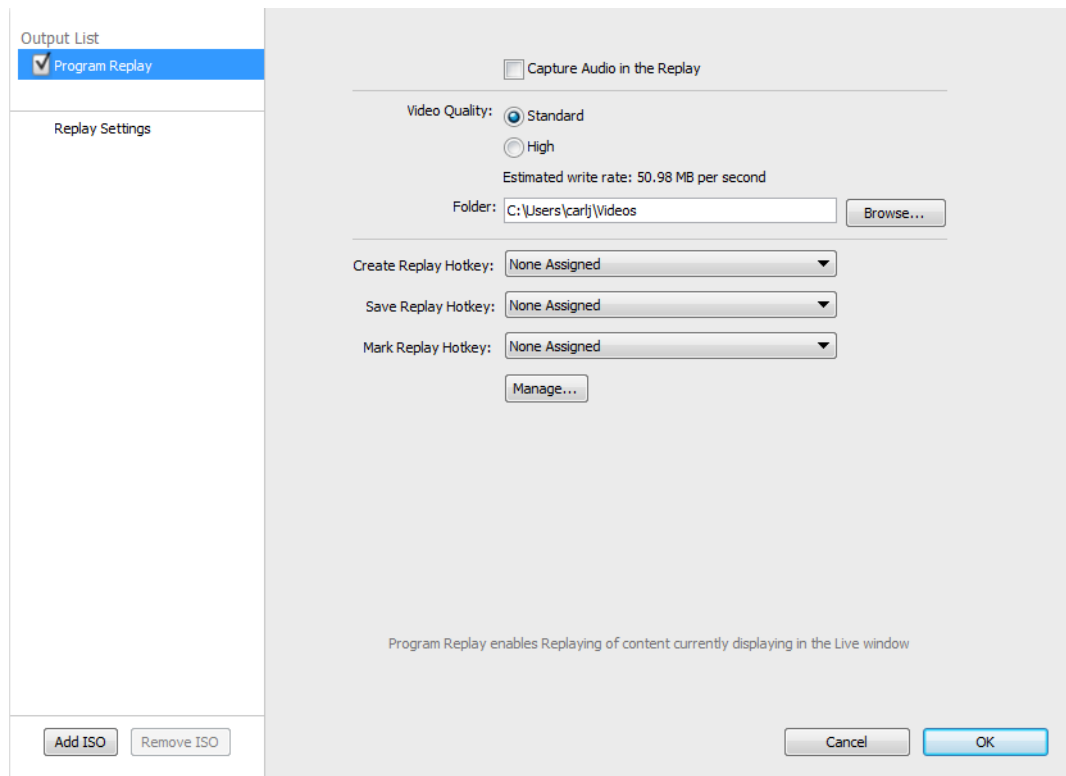 Output List
Program Replay
Replay Settings
Capture Audio in the Replay
Video Quality: Standard
High
Estimated write rate: 50.98 MB per second
Folder: C:\Users\carlj\Videos Browse...
Create Replay Hotkey: None Assigned
Save Replay Hotkey: None Assigned
Mark Replay Hotkey: None Assigned
Manage...
Program Replay enables Replaying of content currently displaying in the Live window
Add ISO Remove ISO Cancel OK